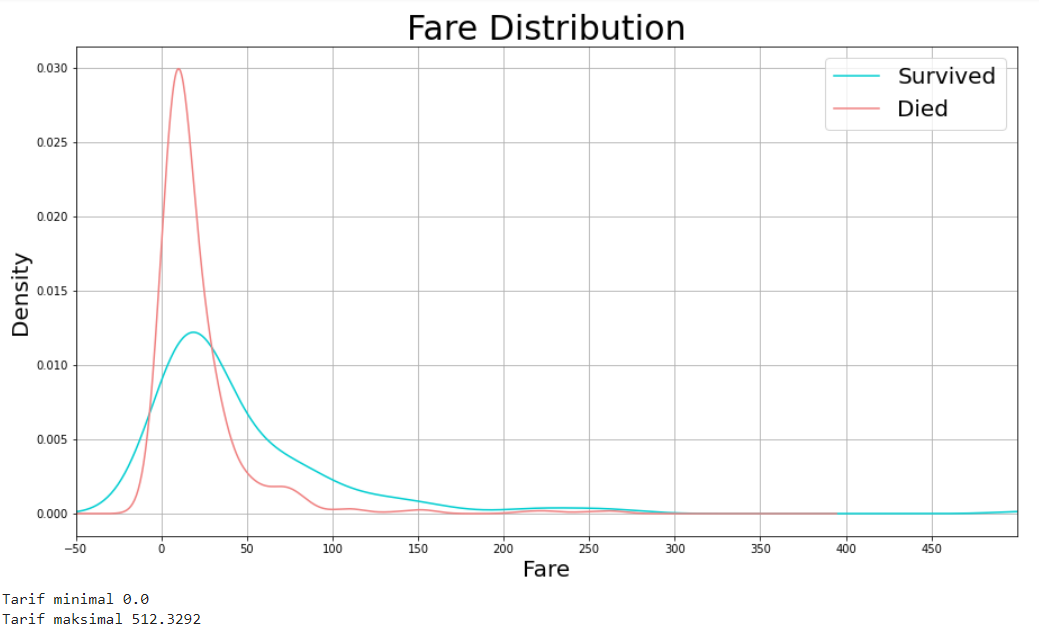 Fare Distribution
Survived
Died
0.030
0.025
0.020
0.015
0.010
0.005
0.000
Density
−50 0 50 100 150 200 250 300 350 400 450
Fare
Tarif minimal 0.0
Tarif maksimal 512.3292